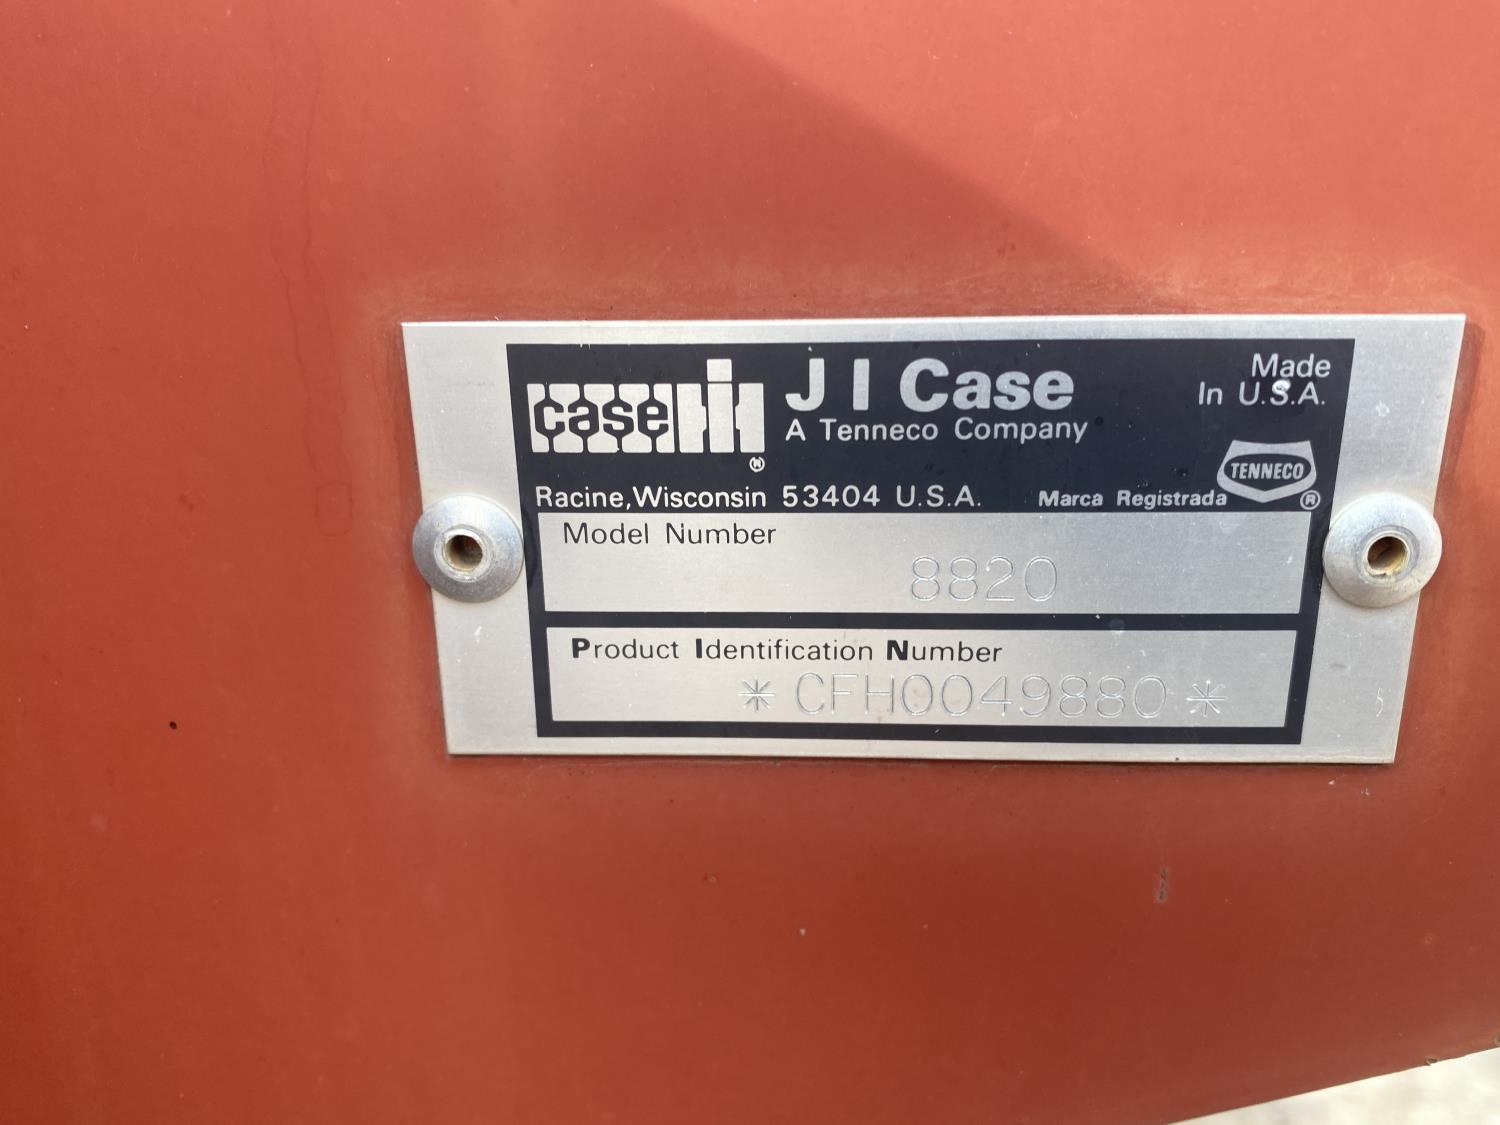 case IH ®
J I Case
A Tenneco Company
Made
In U.S.A.
TENNECO ®
Racine, Wisconsin 53404 U.S.A. Marca Registrada
Model Number
8820
Product Identification Number
* CFH0049880 *